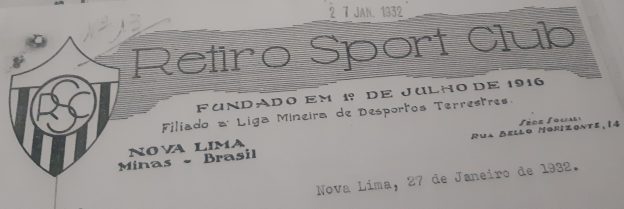 2 7 JAN. 1932
Retiro Sport Club
RSC
FUNDADO EM 1º DE JULHO DE 1916
Filiado a' Liga Mineira de Desportos Terrestres.
NOVA LIMA
Minas - Brasil
SÉDE SOCIAL:
RUA BELLO HORIZONTE, 14
Nova Lima, 27 de Janeiro de 1932.